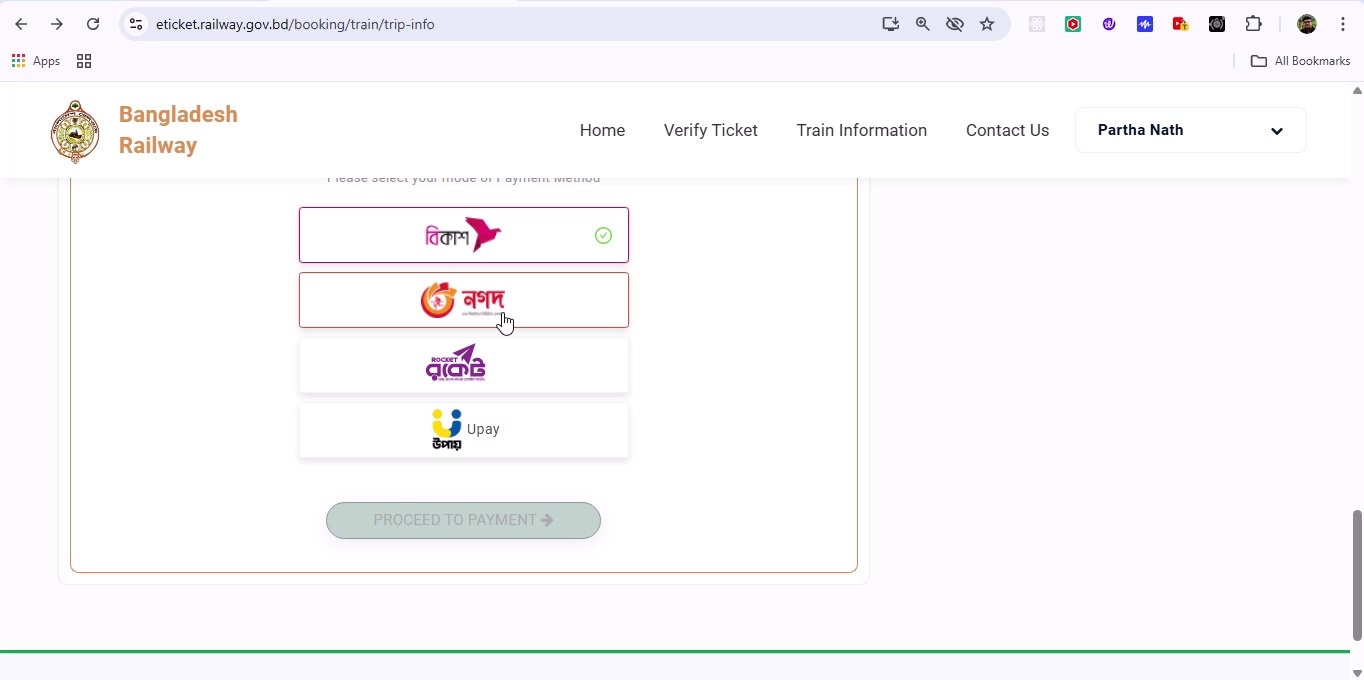 eticket.railway.gov.bd/booking/train/trip-info
Apps
All Bookmarks
Bangladesh
Railway
Home
Verify Ticket
Train Information
Contact Us
Partha Nath
Please select your mode of Payment Method
বিকাশ
নগদ
ROCKET
রকেট
উপায়
Upay
PROCEED TO PAYMENT